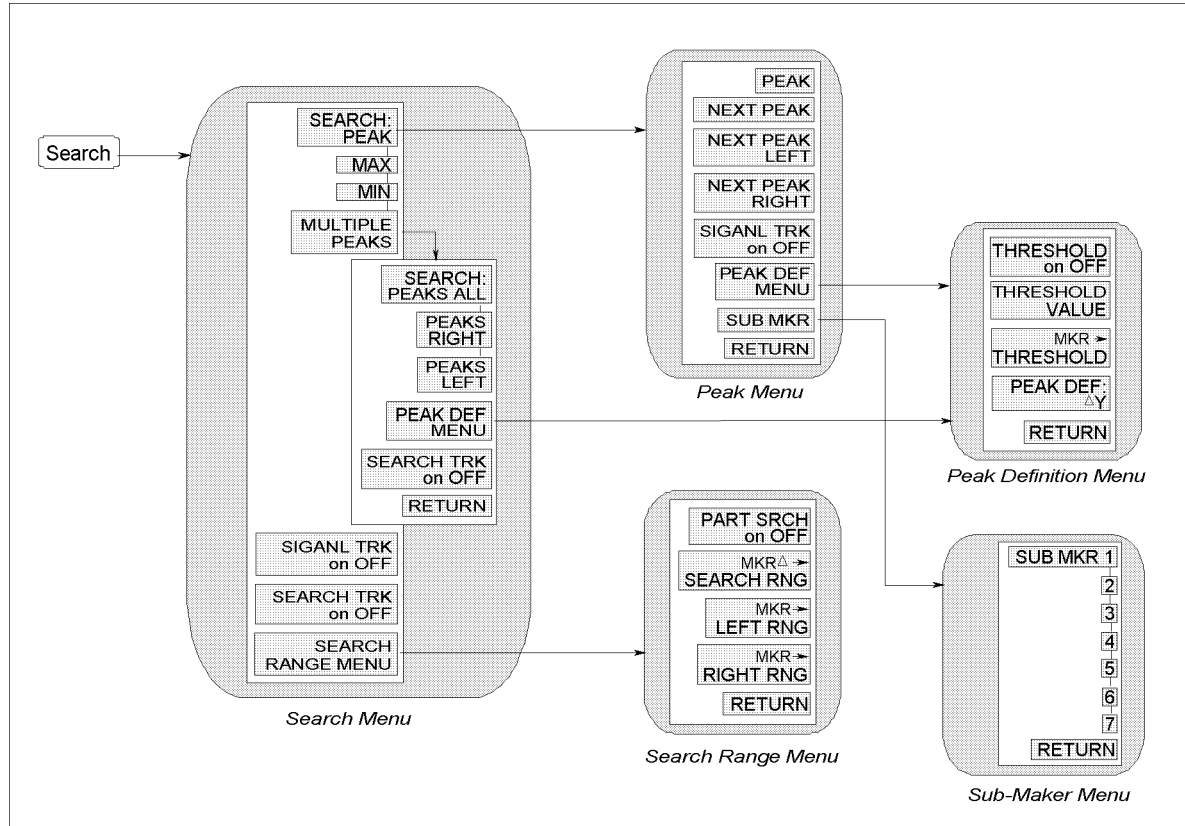 Search
SEARCH:
PEAK
MAX
MIN
MULTIPLE
PEAKS
SEARCH:
PEAKS ALL
PEAKS
RIGHT
PEAKS
LEFT
PEAK DEF
MENU
SEARCH TRK
on OFF
RETURN
SIGANL TRK
on OFF
SEARCH TRK
on OFF
SEARCH
RANGE MENU
Search Menu
PEAK
NEXT PEAK
NEXT PEAK
LEFT
NEXT PEAK
RIGHT
SIGANL TRK
on OFF
PEAK DEF
MENU
SUB MKR
RETURN
Peak Menu
PART SRCH
on OFF
MKR△→
SEARCH RNG
MKR→
LEFT RNG
MKR→
RIGHT RNG
RETURN
Search Range Menu
THRESHOLD
on OFF
THRESHOLD
VALUE
MKR→
THRESHOLD
PEAK DEF:
△Y
RETURN
Peak Definition Menu
SUB MKR 1
2
3
4
5
6
7
RETURN
Sub-Maker Menu